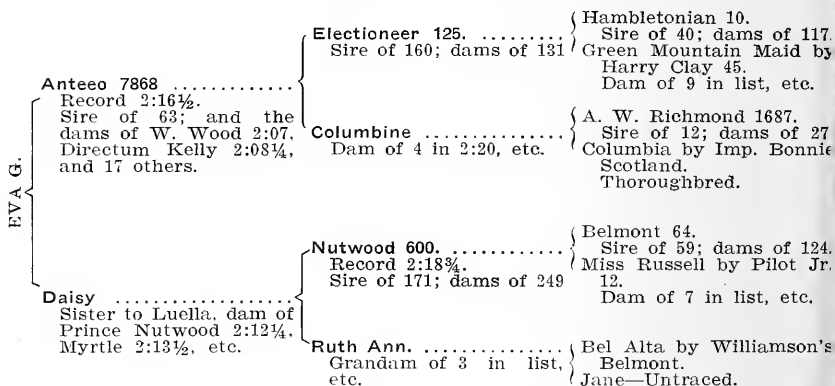 EVA G.
Anteeo 7868 ..............
Record 2:16½.
Sire of 63; and the
dams of W. Wood 2:07,
Directum Kelly 2:08¼,
and 17 others.
Daisy ....................
Sister to Luella, dam of
Prince Nutwood 2:12¼,
Myrtle 2:13½, etc.
Electioneer 125. .........
Sire of 160; dams of 131
Columbine ................
Dam of 4 in 2:20, etc.
Nutwood 600. .............
Record 2:18¾.
Sire of 171; dams of 249
Ruth Ann. ................
Grandam of 3 in list,
etc.
Hambletonian 10.
Sire of 40; dams of 117.
Green Mountain Maid by
Harry Clay 45.
Dam of 9 in list, etc.
A. W. Richmond 1687.
Sire of 12; dams of 27
Columbia by Imp. Bonnie
Scotland.
Thoroughbred.
Belmont 64.
Sire of 59; dams of 124.
Miss Russell by Pilot Jr.
12.
Dam of 7 in list, etc.
Bel Alta by Williamson's
Belmont.
Jane—Untraced.